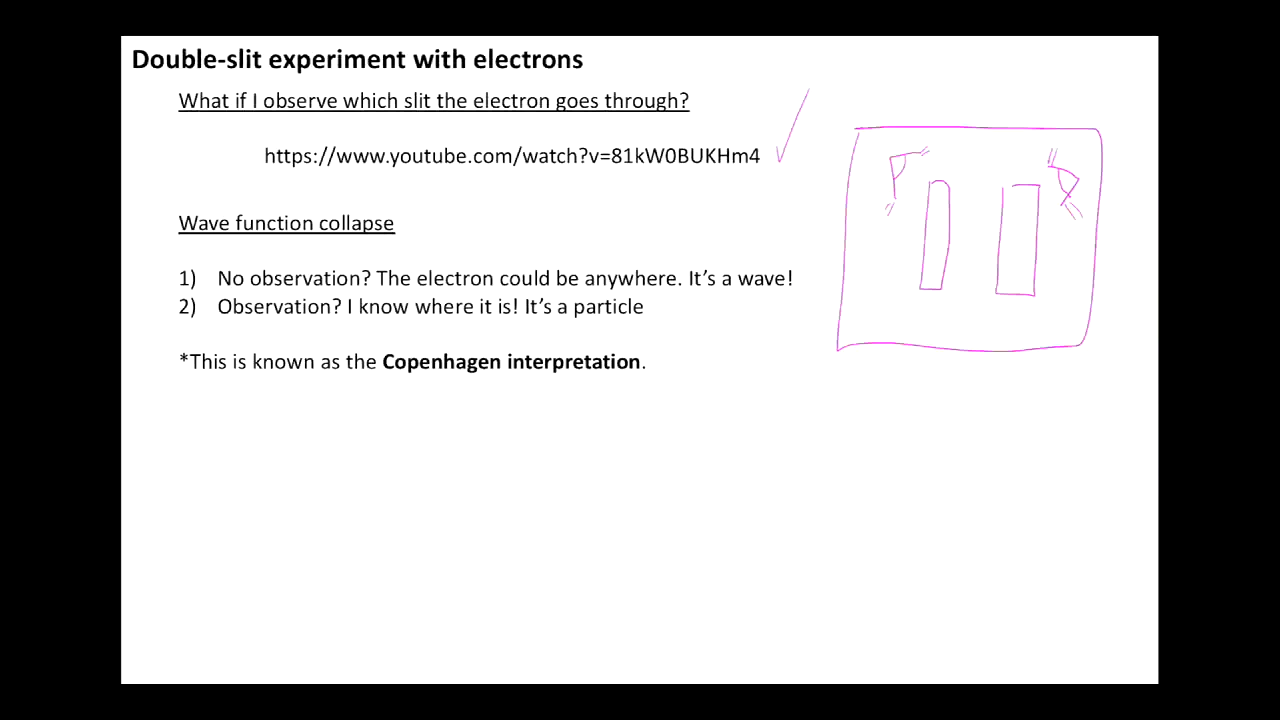 Double-slit experiment with electrons
What if I observe which slit the electron goes through?
https://www.youtube.com/watch?v=81kW0BUKHm4
Wave function collapse
1) No observation? The electron could be anywhere. It’s a wave!
2) Observation? I know where it is! It’s a particle
*This is known as the Copenhagen interpretation.